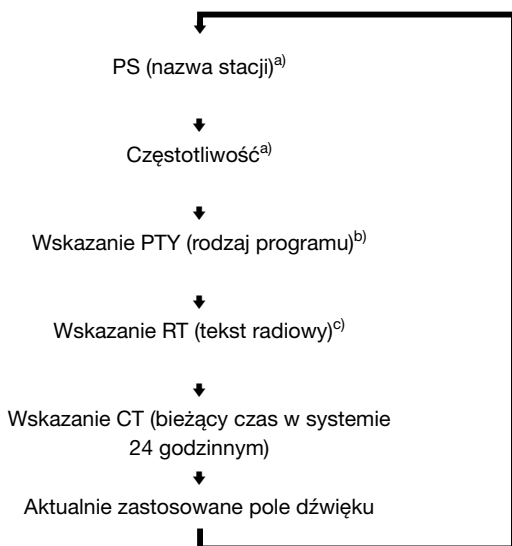 PS (nazwa stacji)a)
Częstotliwośća)
Wskazanie PTY (rodzaj programu)b)
Wskazanie RT (tekst radiowy)c)
Wskazanie CT (bieżący czas w systemie
24 godzinnym)
Aktualnie zastosowane pole dźwięku